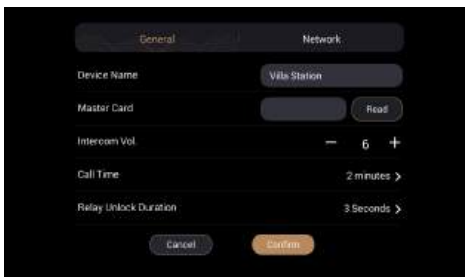 General Network
Device Name Villa Station
Master Card Read
Intercom Vol. — 6 +
Call Time 2 minutes >
Relay Unlock Duration 3 Seconds >
Cancel Confirm